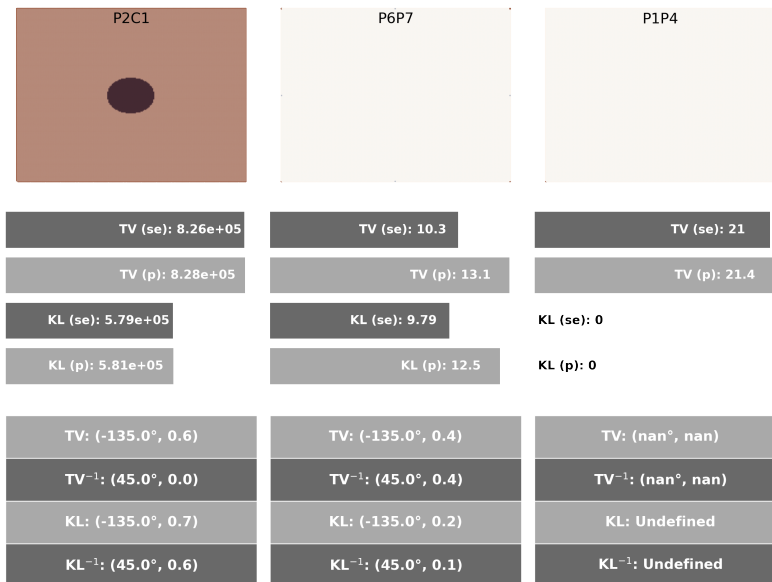 P2C1 P6P7 P1P4
TV (se): 8.26e+05 TV (se): 10.3 TV (se): 21
TV (p): 8.28e+05 TV (p): 13.1 TV (p): 21.4
KL (se): 5.79e+05 KL (se): 9.79 KL (se): 0
KL (p): 5.81e+05 KL (p): 12.5 KL (p): 0
TV: (-135.0°, 0.6) TV: (-135.0°, 0.4) TV: (nan°, nan)
TV⁻¹: (45.0°, 0.0) TV⁻¹: (45.0°, 0.4) TV⁻¹: (nan°, nan)
KL: (-135.0°, 0.7) KL: (-135.0°, 0.2) KL: Undefined
KL⁻¹: (45.0°, 0.6) KL⁻¹: (45.0°, 0.1) KL⁻¹: Undefined